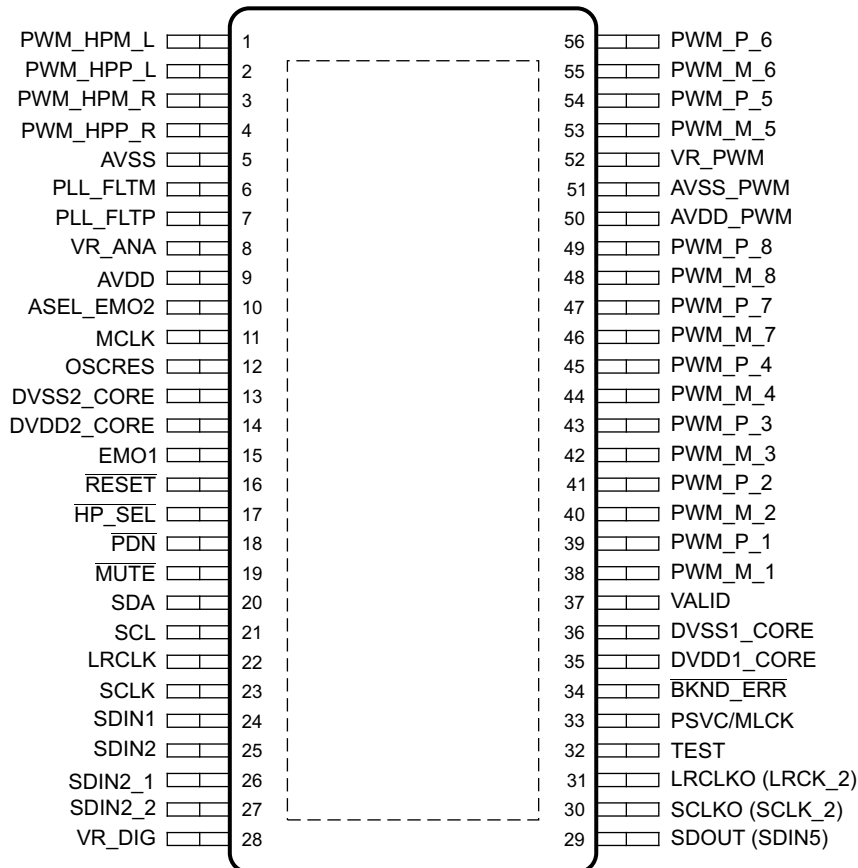 PWM_HPM_L 1 56 PWM_P_6
PWM_HPP_L 2 55 PWM_M_6
PWM_HPM_R 3 54 PWM_P_5
PWM_HPP_R 4 53 PWM_M_5
AVSS 5 52 VR_PWM
PLL_FLTM 6 51 AVSS_PWM
PLL_FLTP 7 50 AVDD_PWM
VR_ANA 8 49 PWM_P_8
AVDD 9 48 PWM_M_8
ASEL_EMO2 10 47 PWM_P_7
MCLK 11 46 PWM_M_7
OSCRES 12 45 PWM_P_4
DVSS2_CORE 13 44 PWM_M_4
DVDD2_CORE 14 43 PWM_P_3
EMO1 15 42 PWM_M_3
RESET 16 41 PWM_P_2
HP_SEL 17 40 PWM_M_2
PDN 18 39 PWM_P_1
MUTE 19 38 PWM_M_1
SDA 20 37 VALID
SCL 21 36 DVSS1_CORE
LRCLK 22 35 DVDD1_CORE
SCLK 23 34 BKND_ERR
SDIN1 24 33 PSVC/MLCK
SDIN2 25 32 TEST
SDIN2_1 26 31 LRCLKO (LRCK_2)
SDIN2_2 27 30 SCLKO (SCLK_2)
VR_DIG 28 29 SDOUT (SDIN5)